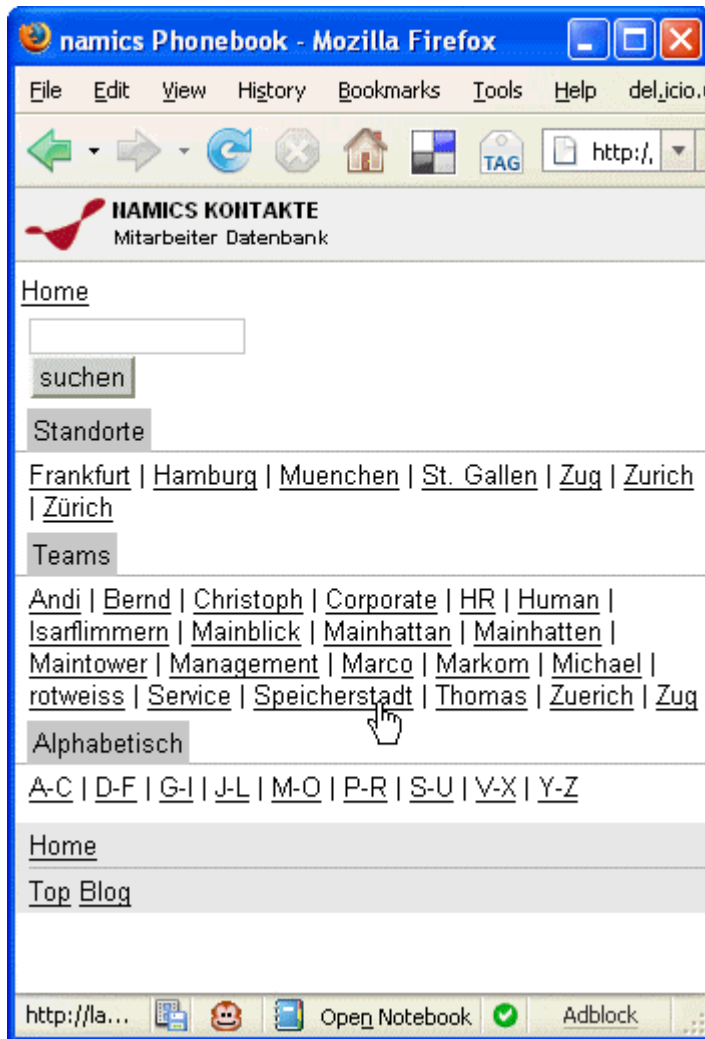 namics Phonebook - Mozilla Firefox
File Edit View History Bookmarks Tools Help del.icio.
TAG http:/,
NAMICS KONTAKTE
Mitarbeiter Datenbank
Home
suchen
Standorte
Frankfurt | Hamburg | Muenchen | St. Gallen | Zug | Zurich
| Zürich
Teams
Andi | Bernd | Christoph | Corporate | HR | Human |
Isarflimmern | Mainblick | Mainhattan | Mainhatten |
Maintower | Management | Marco | Markom | Michael |
rotweiss | Service | Speicherstadt | Thomas | Zuerich | Zug
Alphabetisch
A-C | D-F | G-I | J-L | M-O | P-R | S-U | V-X | Y-Z
Home
Top Blog
http://la... Open Notebook Adblock